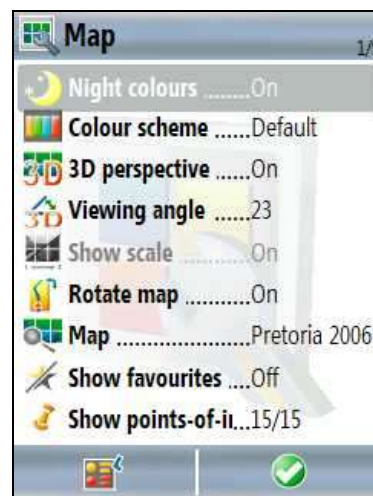 Map
1/
Night colours ........On
Colour scheme ......Default
3D perspective ......On
Viewing angle ......23
Show scale ..............On
Rotate map ...........On
Map ......................Pretoria 2006
Show favourites ....Off
Show points-of-i...15/15